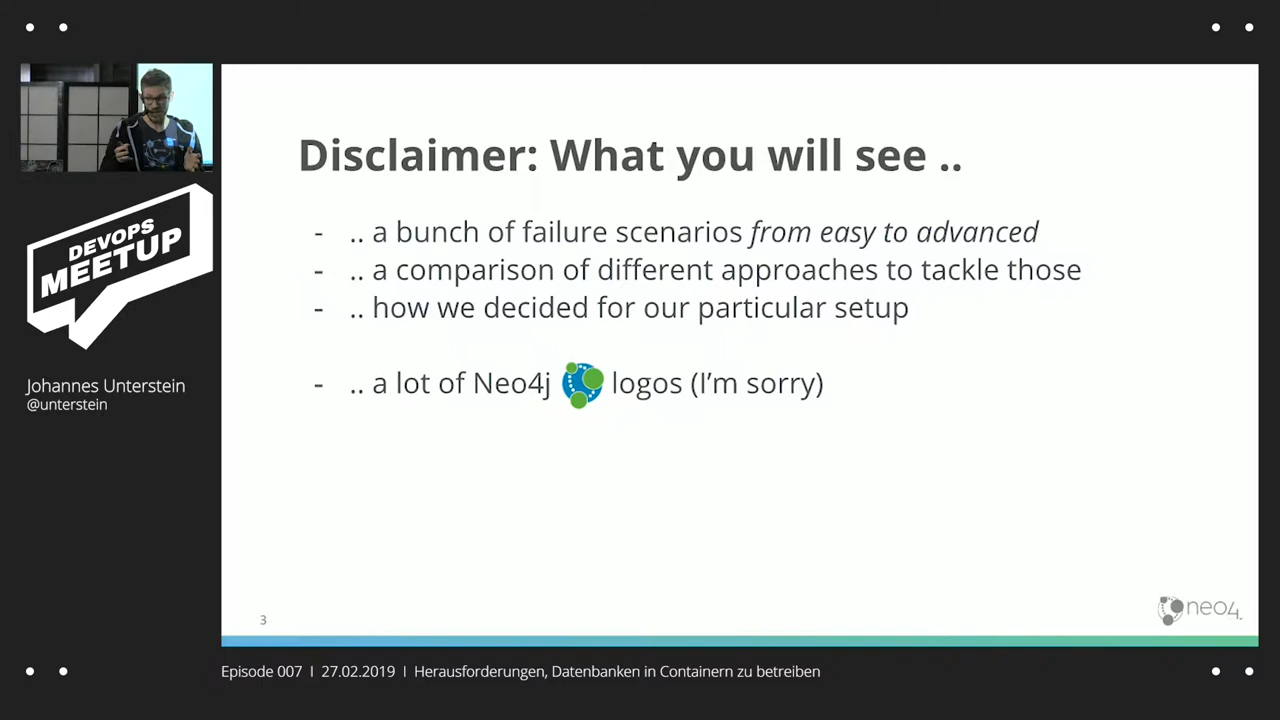 DEVOPS
MEETUP
Johannes Unterstein
@unterstein
Disclaimer: What you will see ..
- .. a bunch of failure scenarios from easy to advanced
- .. a comparison of different approaches to tackle those
- .. how we decided for our particular setup
- .. a lot of Neo4j logos (I'm sorry)
3
neo4j
Episode 007 I 27.02.2019 I Herausforderungen, Datenbanken in Containern zu betreiben